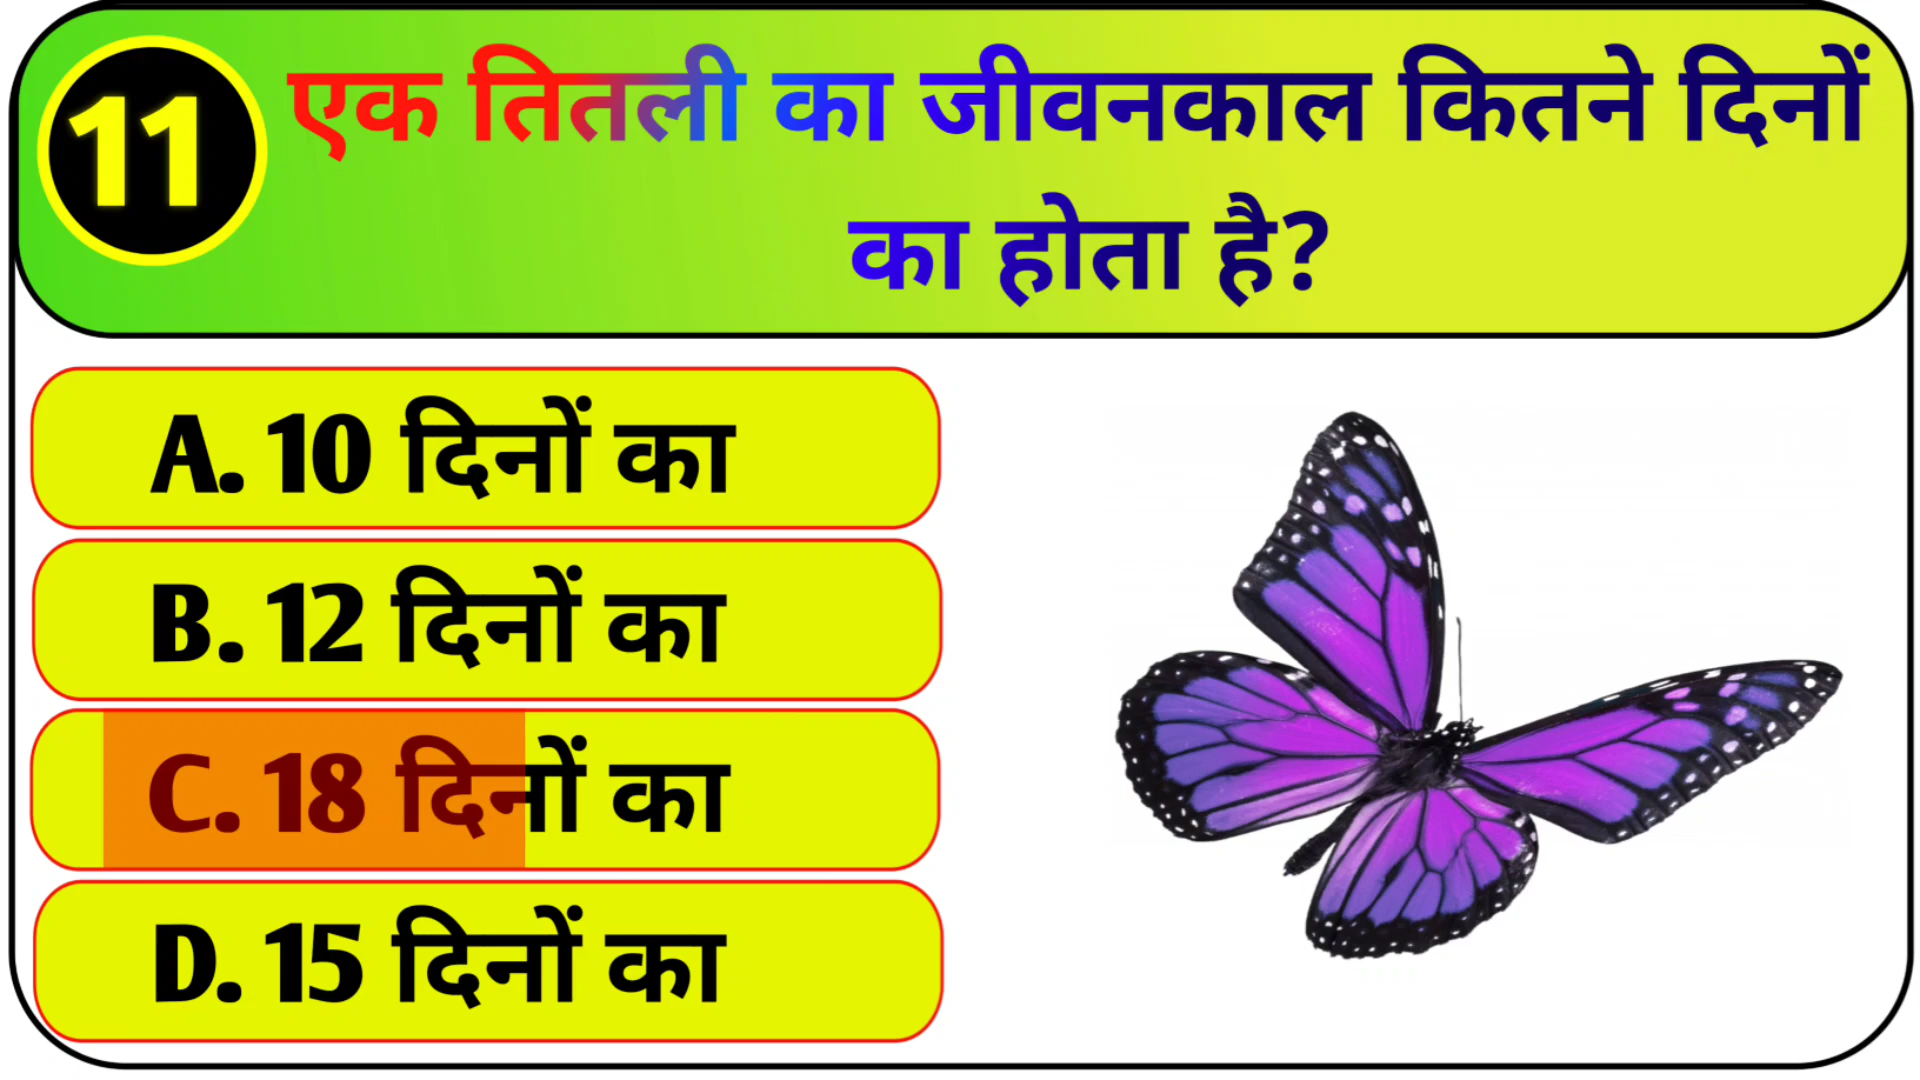 11
एक तितली का जीवनकाल कितने दिनों
का होता है?
A. 10 दिनों का
B. 12 दिनों का
C. 18 दिनों का
D. 15 दिनों का